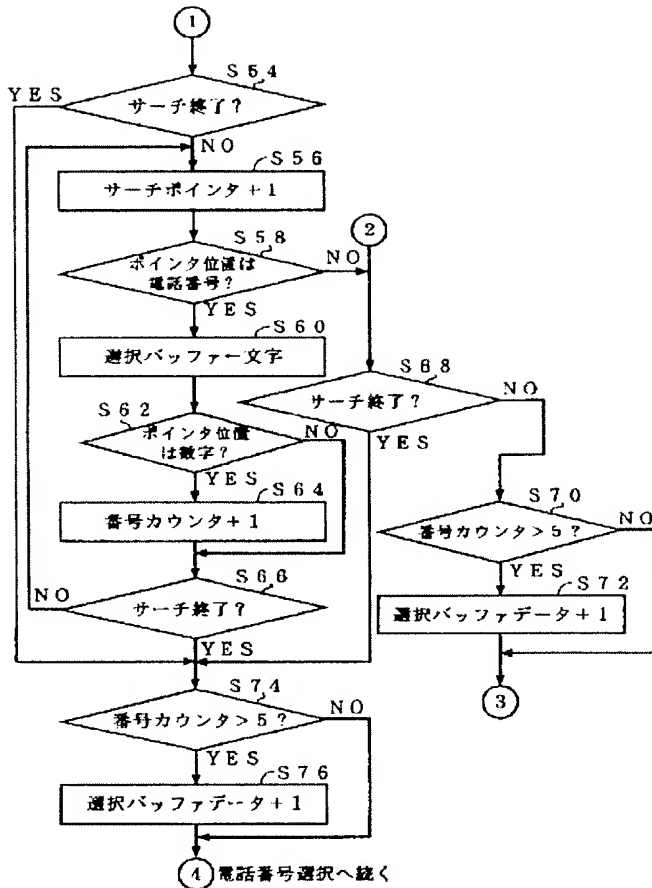 1
S54
YES
サーチ終了?
NO
S56
サーチポインタ+1
S58
2
ポインタ位置は
電話番号?
NO
YES
S60
選択バッファー文字
S68
サーチ終了?
NO
YES
S62
ポインタ位置
は数字?
NO
YES
S64
番号カウンタ+1
S70
番号カウンタ>5?
NO
YES
S66
サーチ終了?
NO
YES
S72
選択バッファデータ+1
3
S74
番号カウンタ>5?
NO
YES
S76
選択バッファデータ+1
4 電話番号選択へ続く